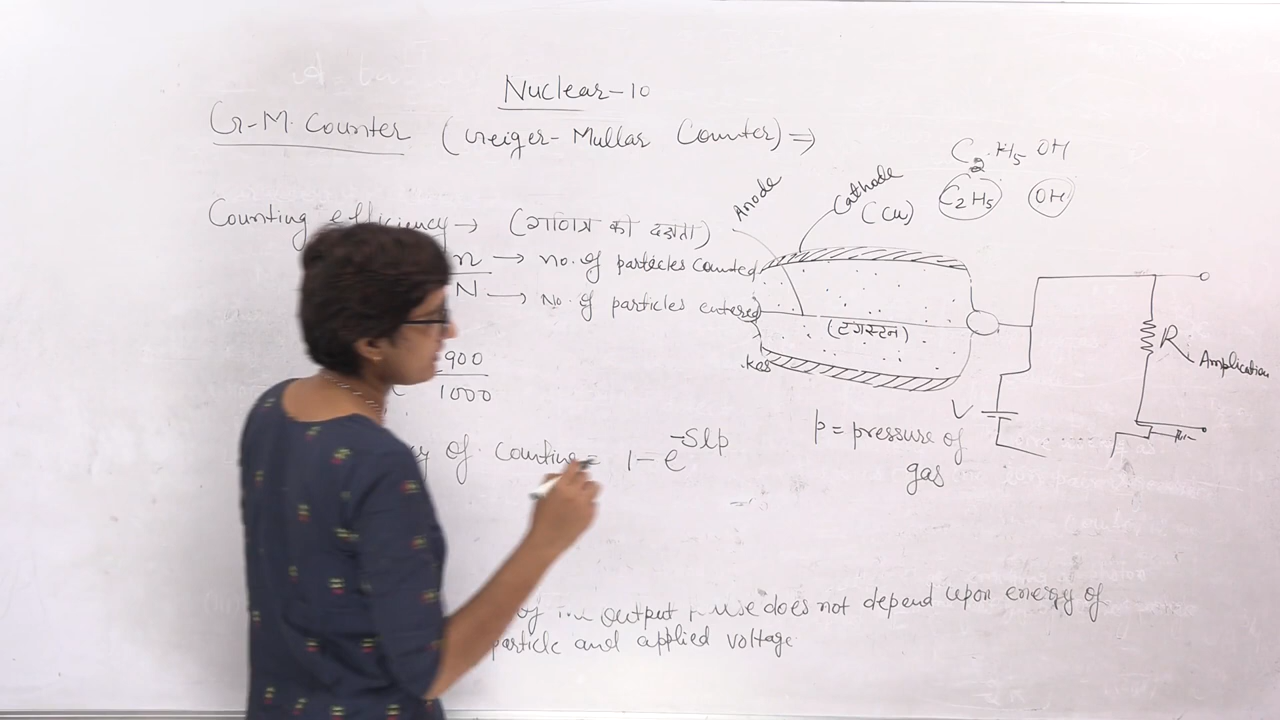 Nuclear-10
G-M. Counter (Geiger-Mullar Counter) ⇒
C2H5 OH
C2H5 OH
Anode
Cathode
(Cu)
Counting efficiency → (गणित्र की दक्षता)
n → no. of particles counted
N → No. of particles entered
(टंगस्टन)
R
Amplication
900
1000
V
of counting = 1 - e^-Slp
p = pressure of
gas
of output pulse does not depend upon energy of
particle and applied voltage